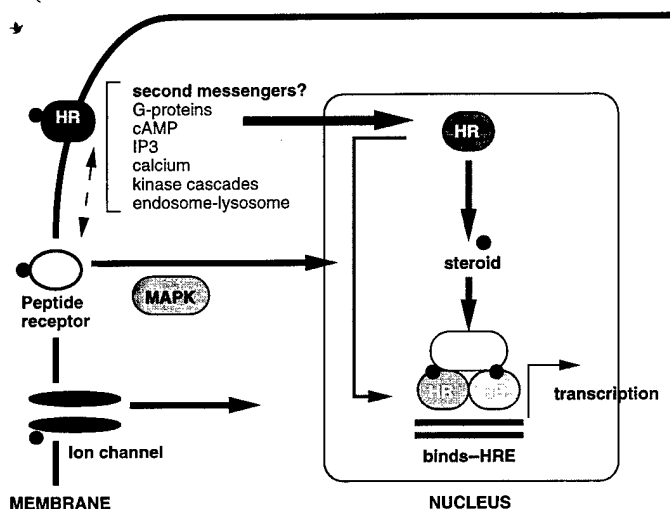 HR
second messengers?
G-proteins
cAMP
IP3
calcium
kinase cascades
endosome-lysosome
HR
steroid
Peptide
receptor
MAPK
HR
transcription
Ion channel
binds–HRE
MEMBRANE
NUCLEUS